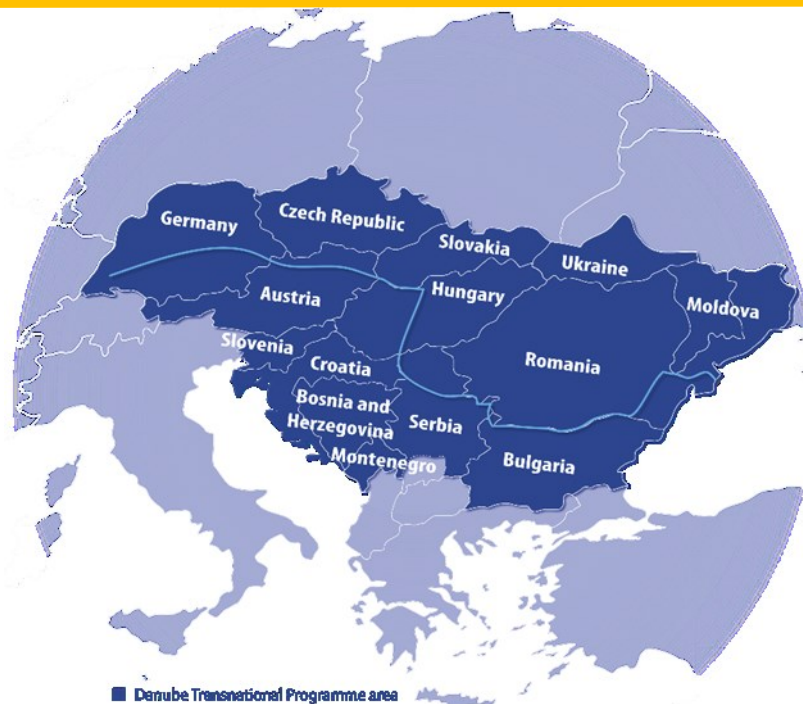 Germany
Czech Republic
Slovakia
Ukraine
Austria
Hungary
Moldova
Slovenia
Croatia
Romania
Bosnia and
Herzegovina
Serbia
Montenegro
Bulgaria
Danube Transnational Programme area